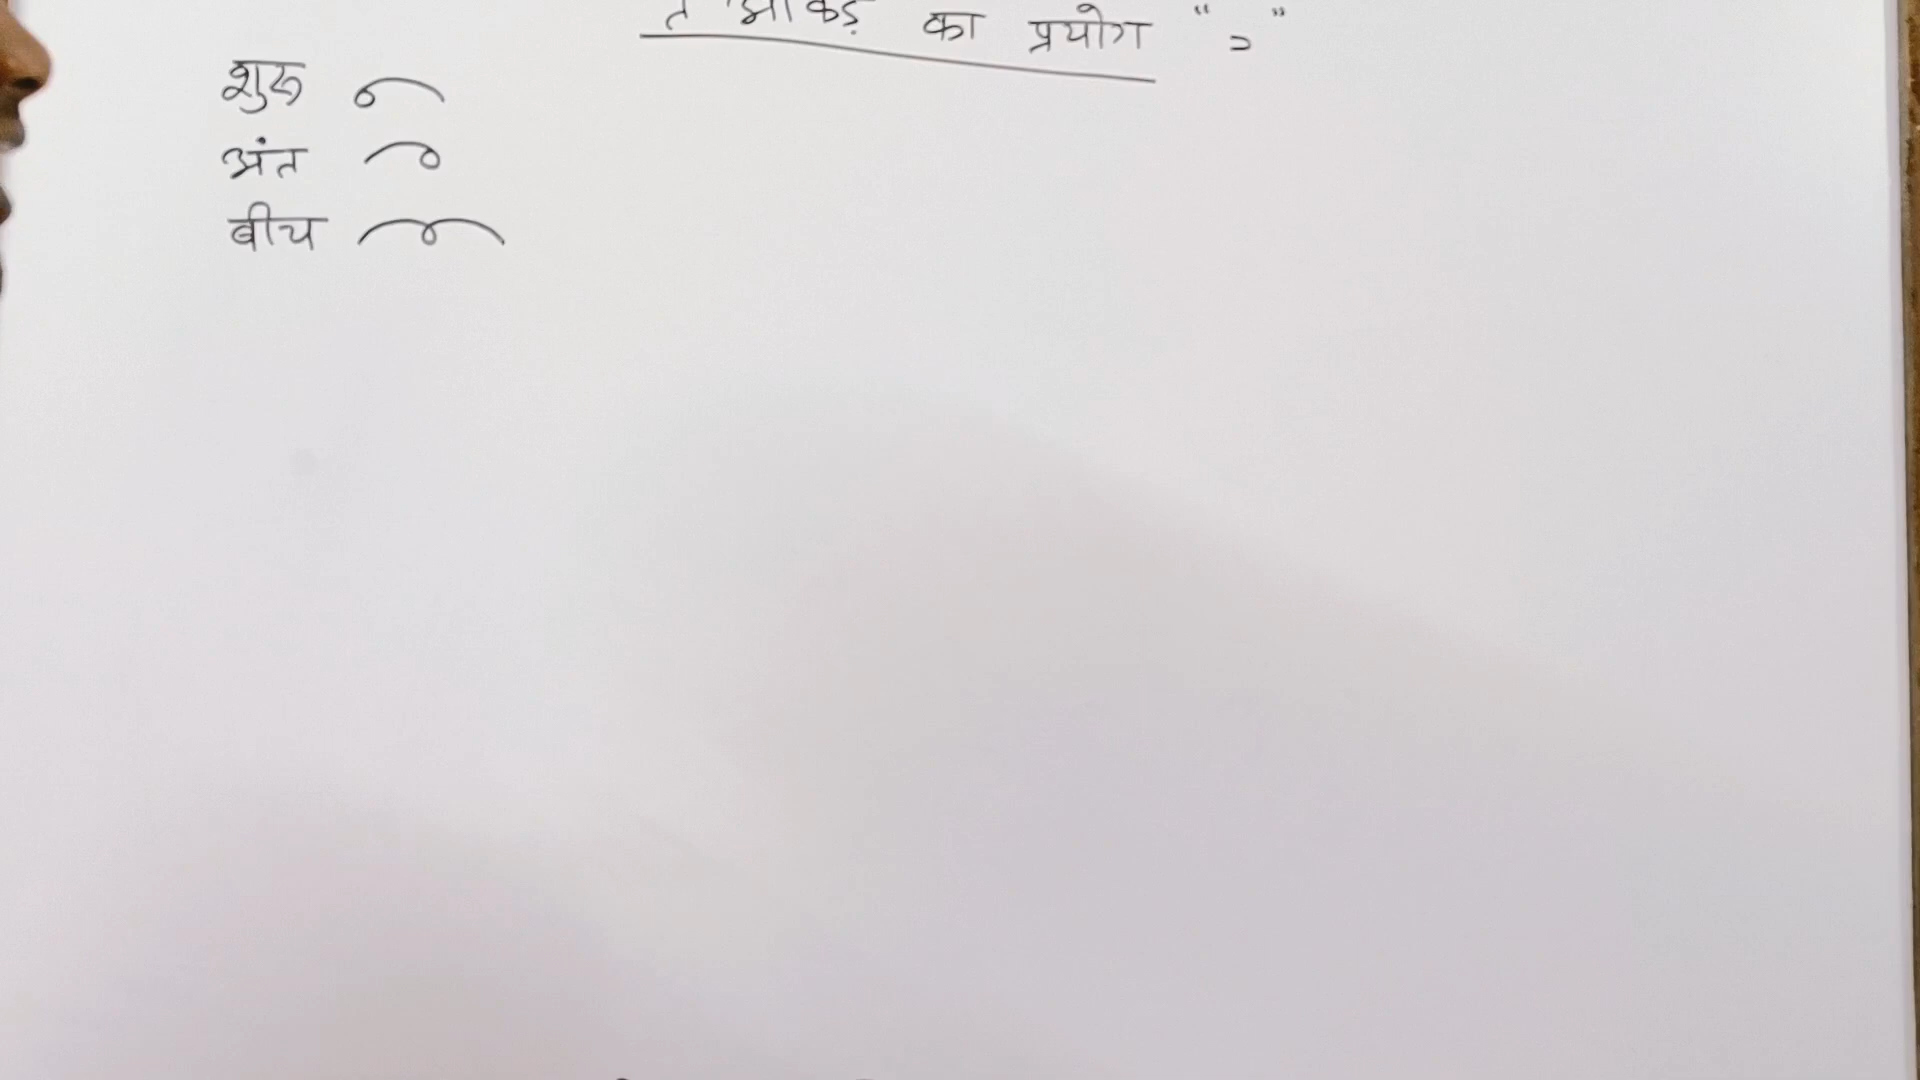 त आंकड़े का प्रयोग “ ⊃ ”
शुरू
अंत
बीच